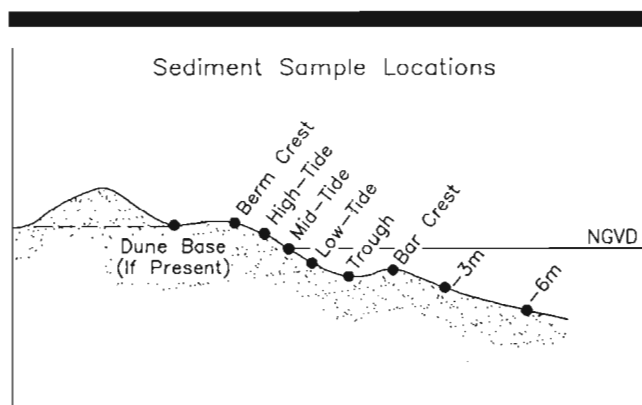 Sediment Sample Locations
Berm Crest
High-Tide
Mid-Tide
Low-Tide
Trough
Bar Crest
-3m
-6m
NGVD
Dune Base
(If Present)